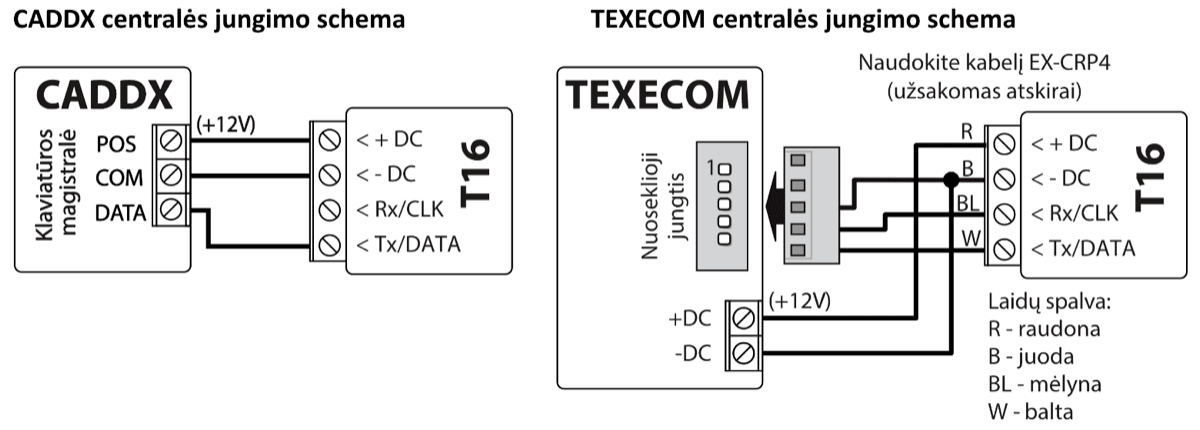 CADDX centralės jungimo schema
CADDX
Klaviatūros
magistralė
POS
COM
DATA
(+12V)
< + DC
< - DC
< Rx/CLK
< Tx/DATA
T16
TEXECOM centralės jungimo schema
Naudokite kabelį EX-CRP4
(užsakomas atskirai)
TEXECOM
Nuoseklioji
jungtis
1
R
B
BL
W
< + DC
< - DC
< Rx/CLK
< Tx/DATA
T16
+DC
-DC
(+12V)
Laidų spalva:
R - raudona
B - juoda
BL - mėlyna
W - balta